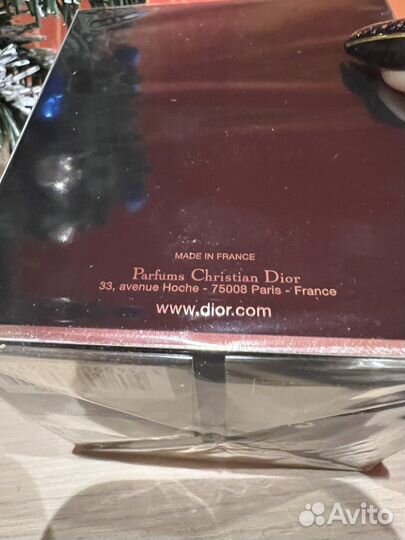 MADE IN FRANCE
Parfums Christian Dior
33, avenue Hoche - 75008 Paris - France
www.dior.com
Avito